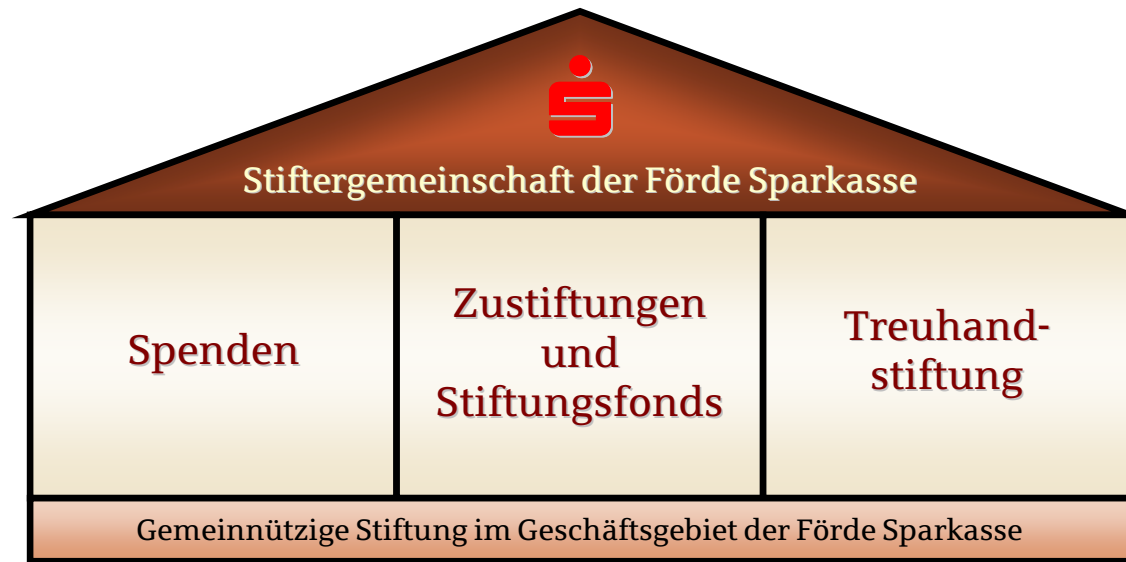 Stiftergemeinschaft der Förde Sparkasse
Spenden
Zustiftungen
und
Stiftungsfonds
Treuhand-
stiftung
Gemeinnützige Stiftung im Geschäftsgebiet der Förde Sparkasse